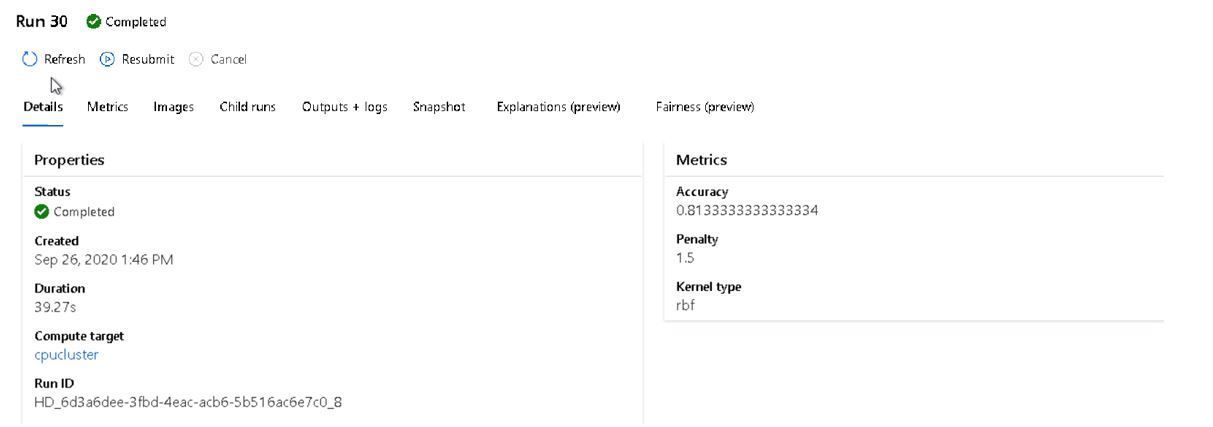 Run 30 Completed
Refresh Resubmit Cancel
Details Metrics Images Child runs Outputs + logs Snapshot Explanations (preview) Fairness (preview)
Properties
Status
Completed
Created
Sep 26, 2020 1:46 PM
Duration
39.27s
Compute target
cpucluster
Run ID
HD_6d3a6dee-3fbd-4eac-acb6-5b516ac6e7c0_8
Metrics
Accuracy
0.8133333333333334
Penalty
1.5
Kernel type
rbf